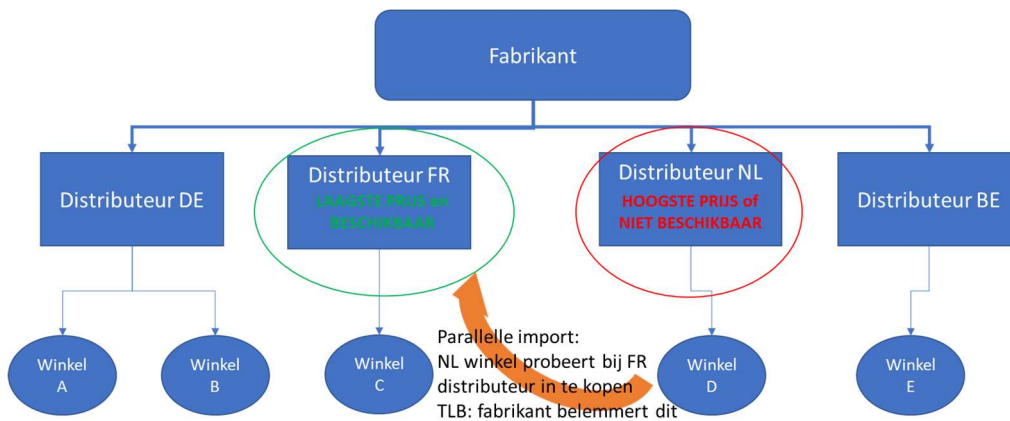 Fabrikant
Distributeur DE
Distributeur FR
LAAGSTE PRIJS en
BESCHIKBAAR
Distributeur NL
HOOGSTE PRIJS of
NIET BESCHIKBAAR
Distributeur BE
Winkel
A
Winkel
B
Winkel
C
Parallelle import:
NL winkel probeert bij FR
distributeur in te kopen
TLB: fabrikant belemmert dit
Winkel
D
Winkel
E